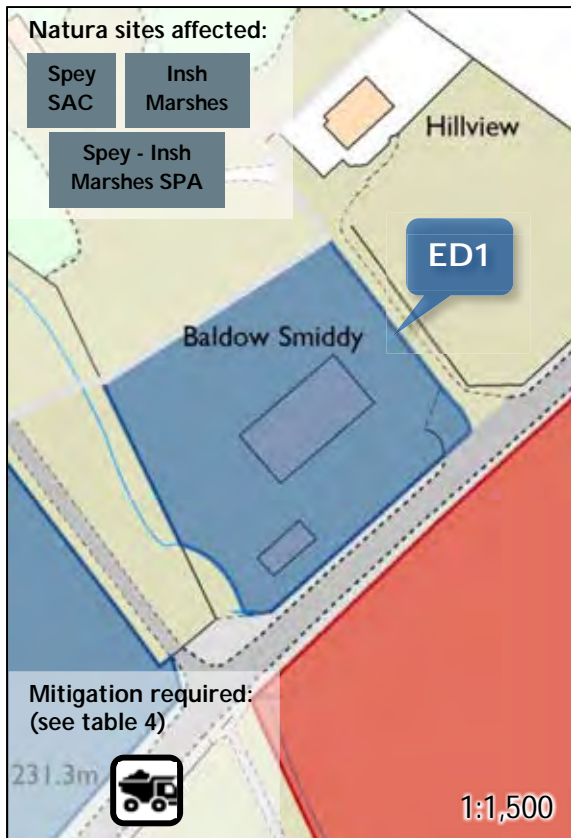 Natura sites affected:
Spey
SAC
Insh
Marshes
Spey - Insh
Marshes SPA
Hillview
ED1
Baldow Smiddy
Mitigation required:
(see table 4)
231.3m
1:1,500